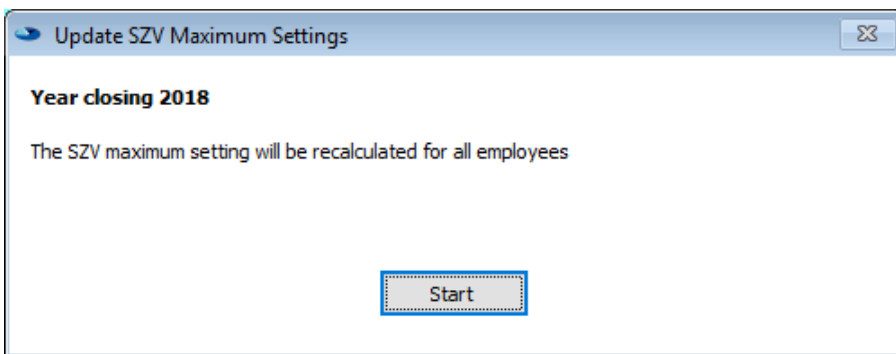 Update SZV Maximum Settings
Year closing 2018
The SZV maximum setting will be recalculated for all employees
Start